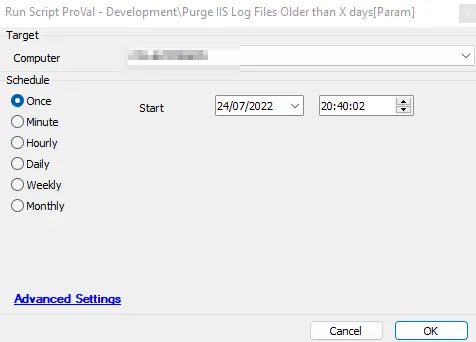 Run Script ProVal - Development\Purge IIS Log Files Older than X days[Param]
Target
Computer
Schedule
Once
Start
24/07/2022
20:40:02
Minute
Hourly
Daily
Weekly
Monthly
Advanced Settings
Cancel
OK